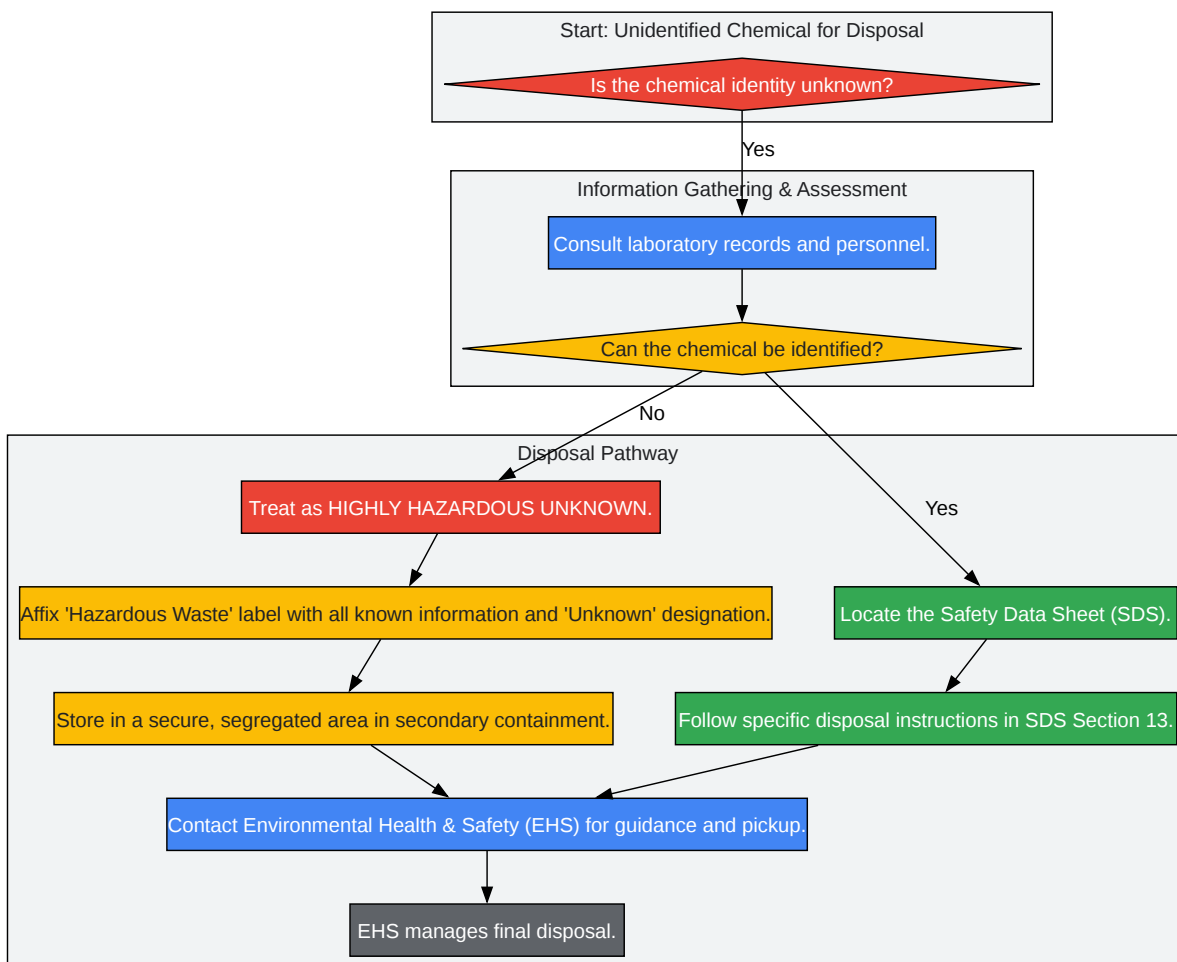 Start: Unidentified Chemical for Disposal
Is the chemical identity unknown?
Yes
Information Gathering & Assessment
Consult laboratory records and personnel.
Can the chemical be identified?
No
Disposal Pathway
Treat as HIGHLY HAZARDOUS UNKNOWN.
Yes
Affix 'Hazardous Waste' label with all known information and 'Unknown' designation.
Locate the Safety Data Sheet (SDS).
Store in a secure, segregated area in secondary containment.
Follow specific disposal instructions in SDS Section 13.
Contact Environmental Health & Safety (EHS) for guidance and pickup.
EHS manages final disposal.